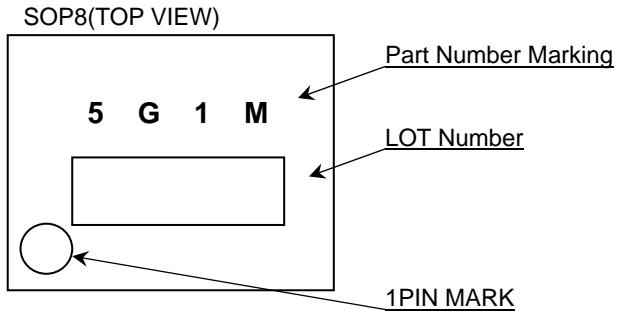 SOP8(TOP VIEW)
Part Number Marking
5 G 1 M
LOT Number
1PIN MARK